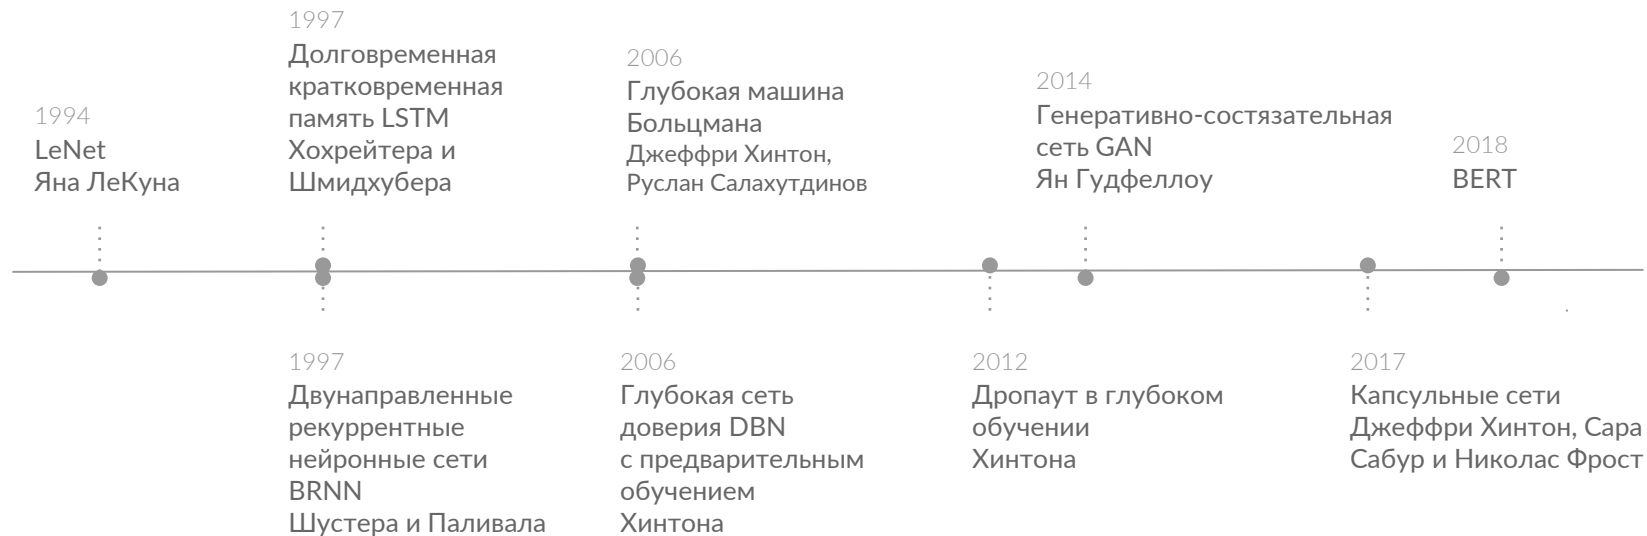 1994
LeNet
Яна ЛеКуна
1997
Долговременная
кратковременная
память LSTM
Хохрейтера и
Шмидхубера
2006
Глубокая машина
Больцмана
Джеффри Хинтон,
Руслан Салахутдинов
2014
Генеративно-состязательная
сеть GAN
Ян Гудфеллоу
2018
BERT
1997
Двунаправленные
рекуррентные
нейронные сети
BRNN
Шустера и Паливала
2006
Глубокая сеть
доверия DBN
с предварительным
обучением
Хинтона
2012
Дропаут в глубоком
обучении
Хинтона
2017
Капсульные сети
Джеффри Хинтон, Сара
Сабур и Николас Фрост